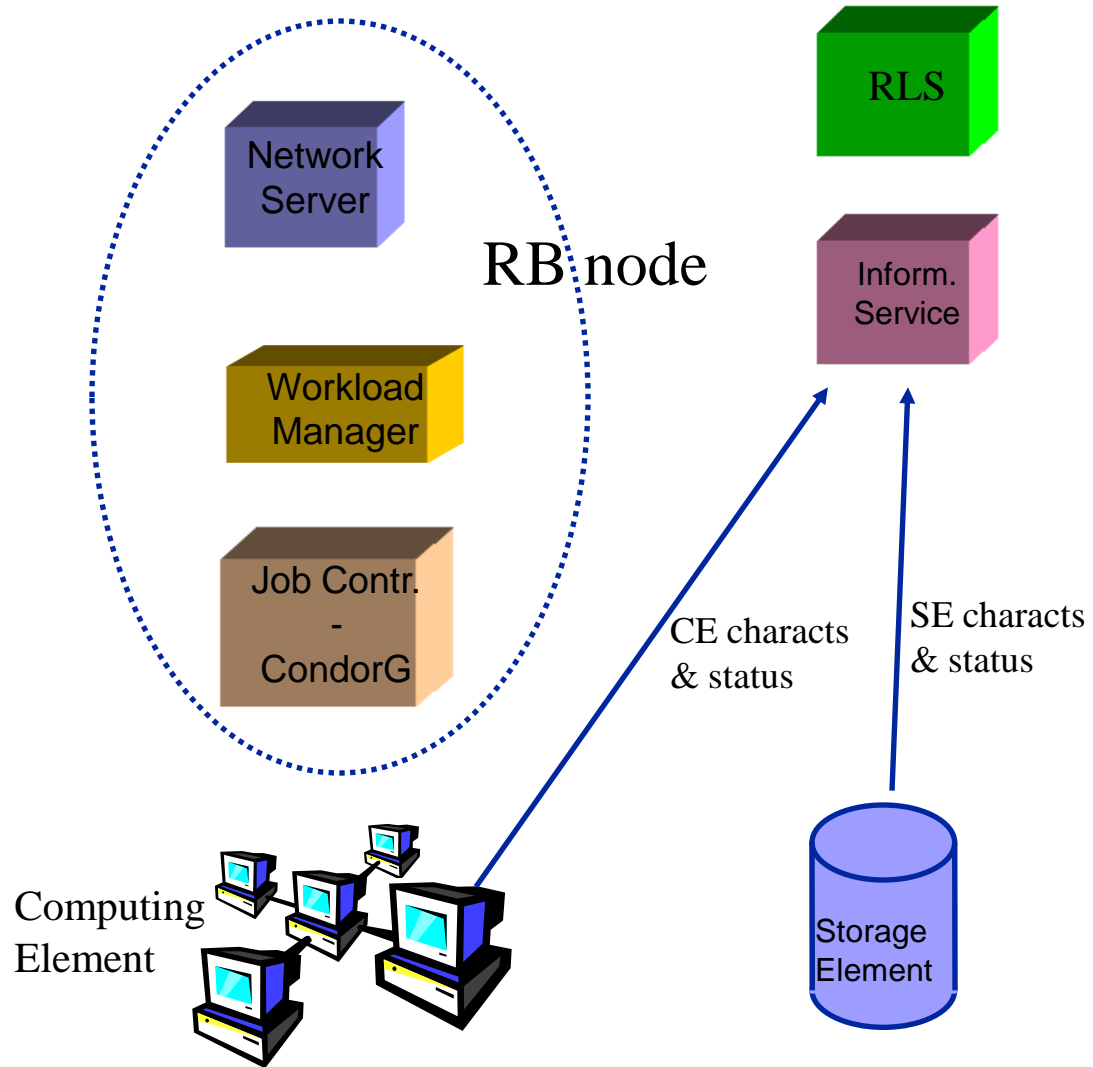 RLS
Network
Server
RB node
Inform.
Service
Workload
Manager
Job Contr.
-
CondorG
CE characts
& status
SE characts
& status
Computing
Element
Storage
Element